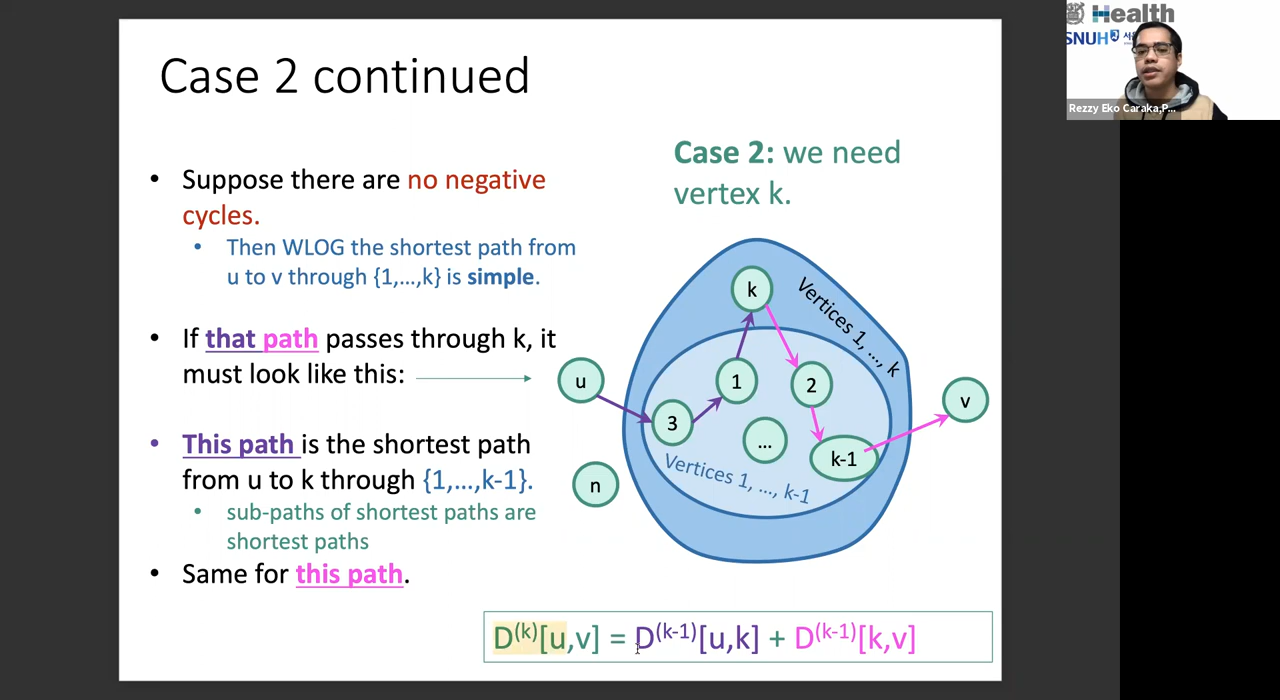 Case 2 continued
Health
SNUH
Rezzy Eko Caraka,P...
• Suppose there are no negative
cycles.
• Then WLOG the shortest path from
u to v through {1,...,k} is simple.
• If that path passes through k, it
must look like this:
• This path is the shortest path
from u to k through {1,...,k-1}.
• sub-paths of shortest paths are
shortest paths
• Same for this path.
Case 2: we need
vertex k.
k
Vertices 1, ..., k
u
1
2
v
3
...
k-1
Vertices 1, ..., k-1
n
D(k)[u,v] = D(k-1)[u,k] + D(k-1)[k,v]